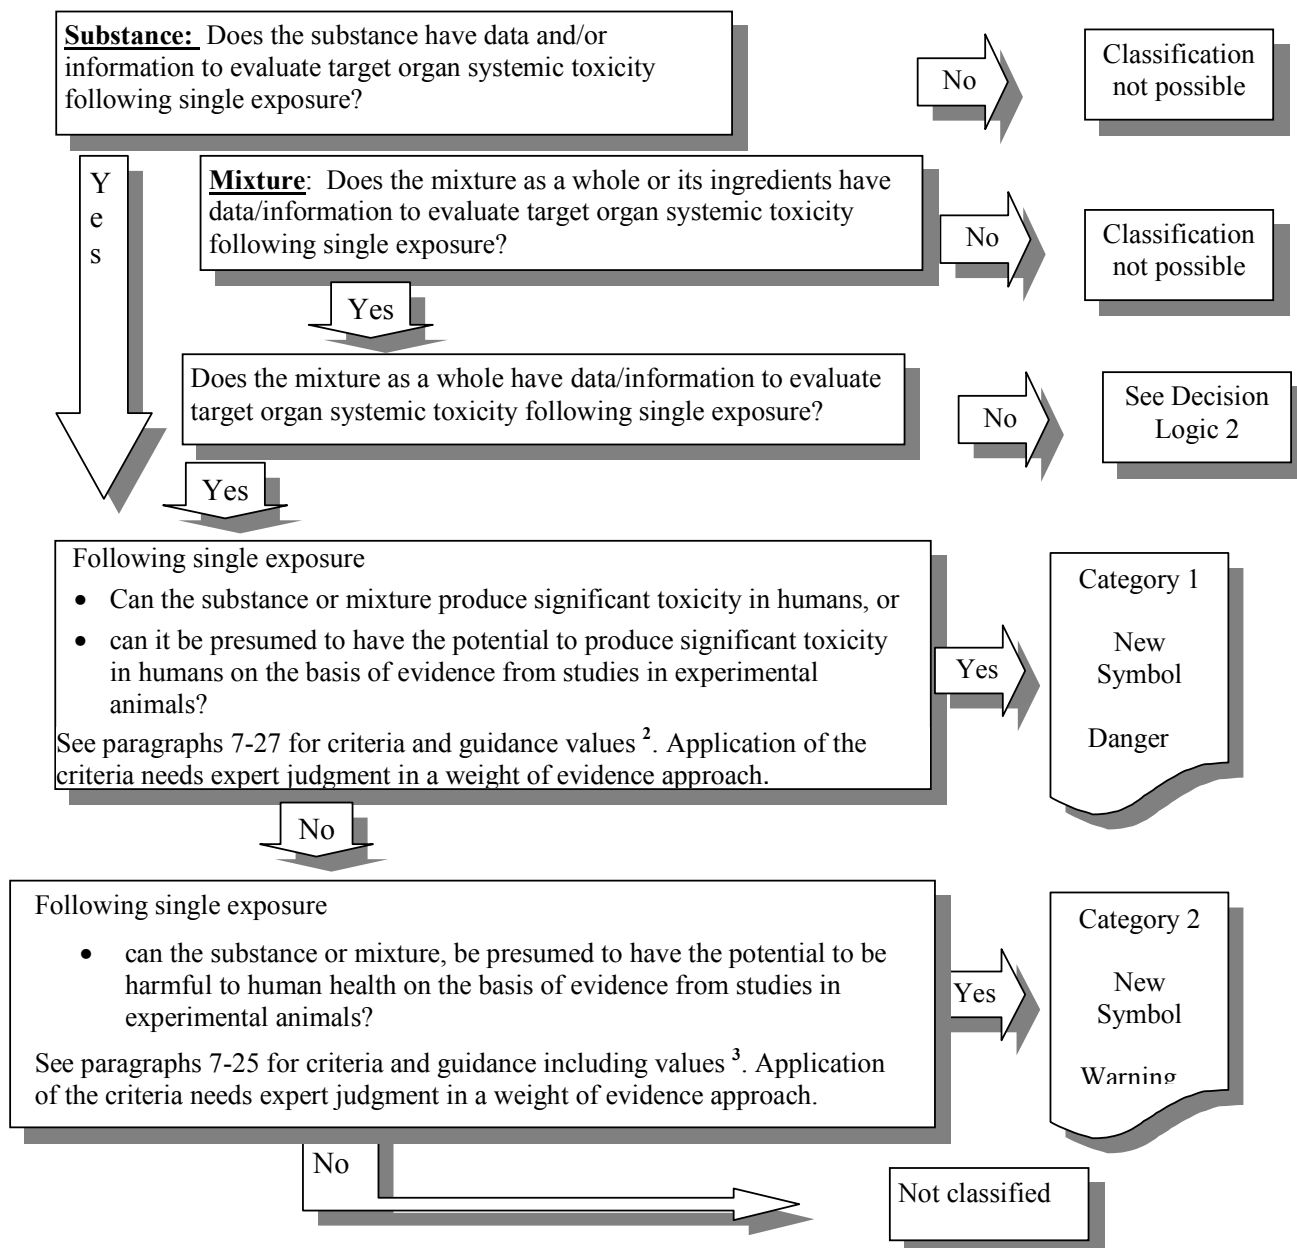 Substance: Does the substance have data and/or
information to evaluate target organ systemic toxicity
following single exposure?
No
Classification
not possible
Y
e
s
Mixture: Does the mixture as a whole or its ingredients have
data/information to evaluate target organ systemic toxicity
following single exposure?
No
Classification
not possible
Yes
Does the mixture as a whole have data/information to evaluate
target organ systemic toxicity following single exposure?
No
See Decision
Logic 2
Yes
Following single exposure
• Can the substance or mixture produce significant toxicity in humans, or
• can it be presumed to have the potential to produce significant toxicity
in humans on the basis of evidence from studies in experimental
animals?
See paragraphs 7-27 for criteria and guidance values 2. Application of the
criteria needs expert judgment in a weight of evidence approach.
Yes
Category 1
New
Symbol
Danger
No
Following single exposure
• can the substance or mixture, be presumed to have the potential to be
harmful to human health on the basis of evidence from studies in
experimental animals?
See paragraphs 7-25 for criteria and guidance including values 3. Application
of the criteria needs expert judgment in a weight of evidence approach.
Yes
Category 2
New
Symbol
Warning
No
Not classified